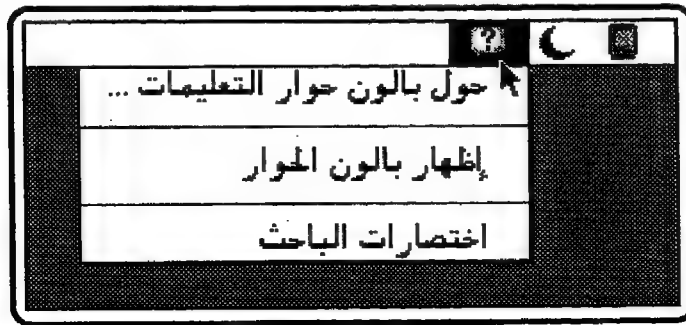 حول بالون حوار التعليمات ...
إظهار بالون الحوار
اختصارات الباحث